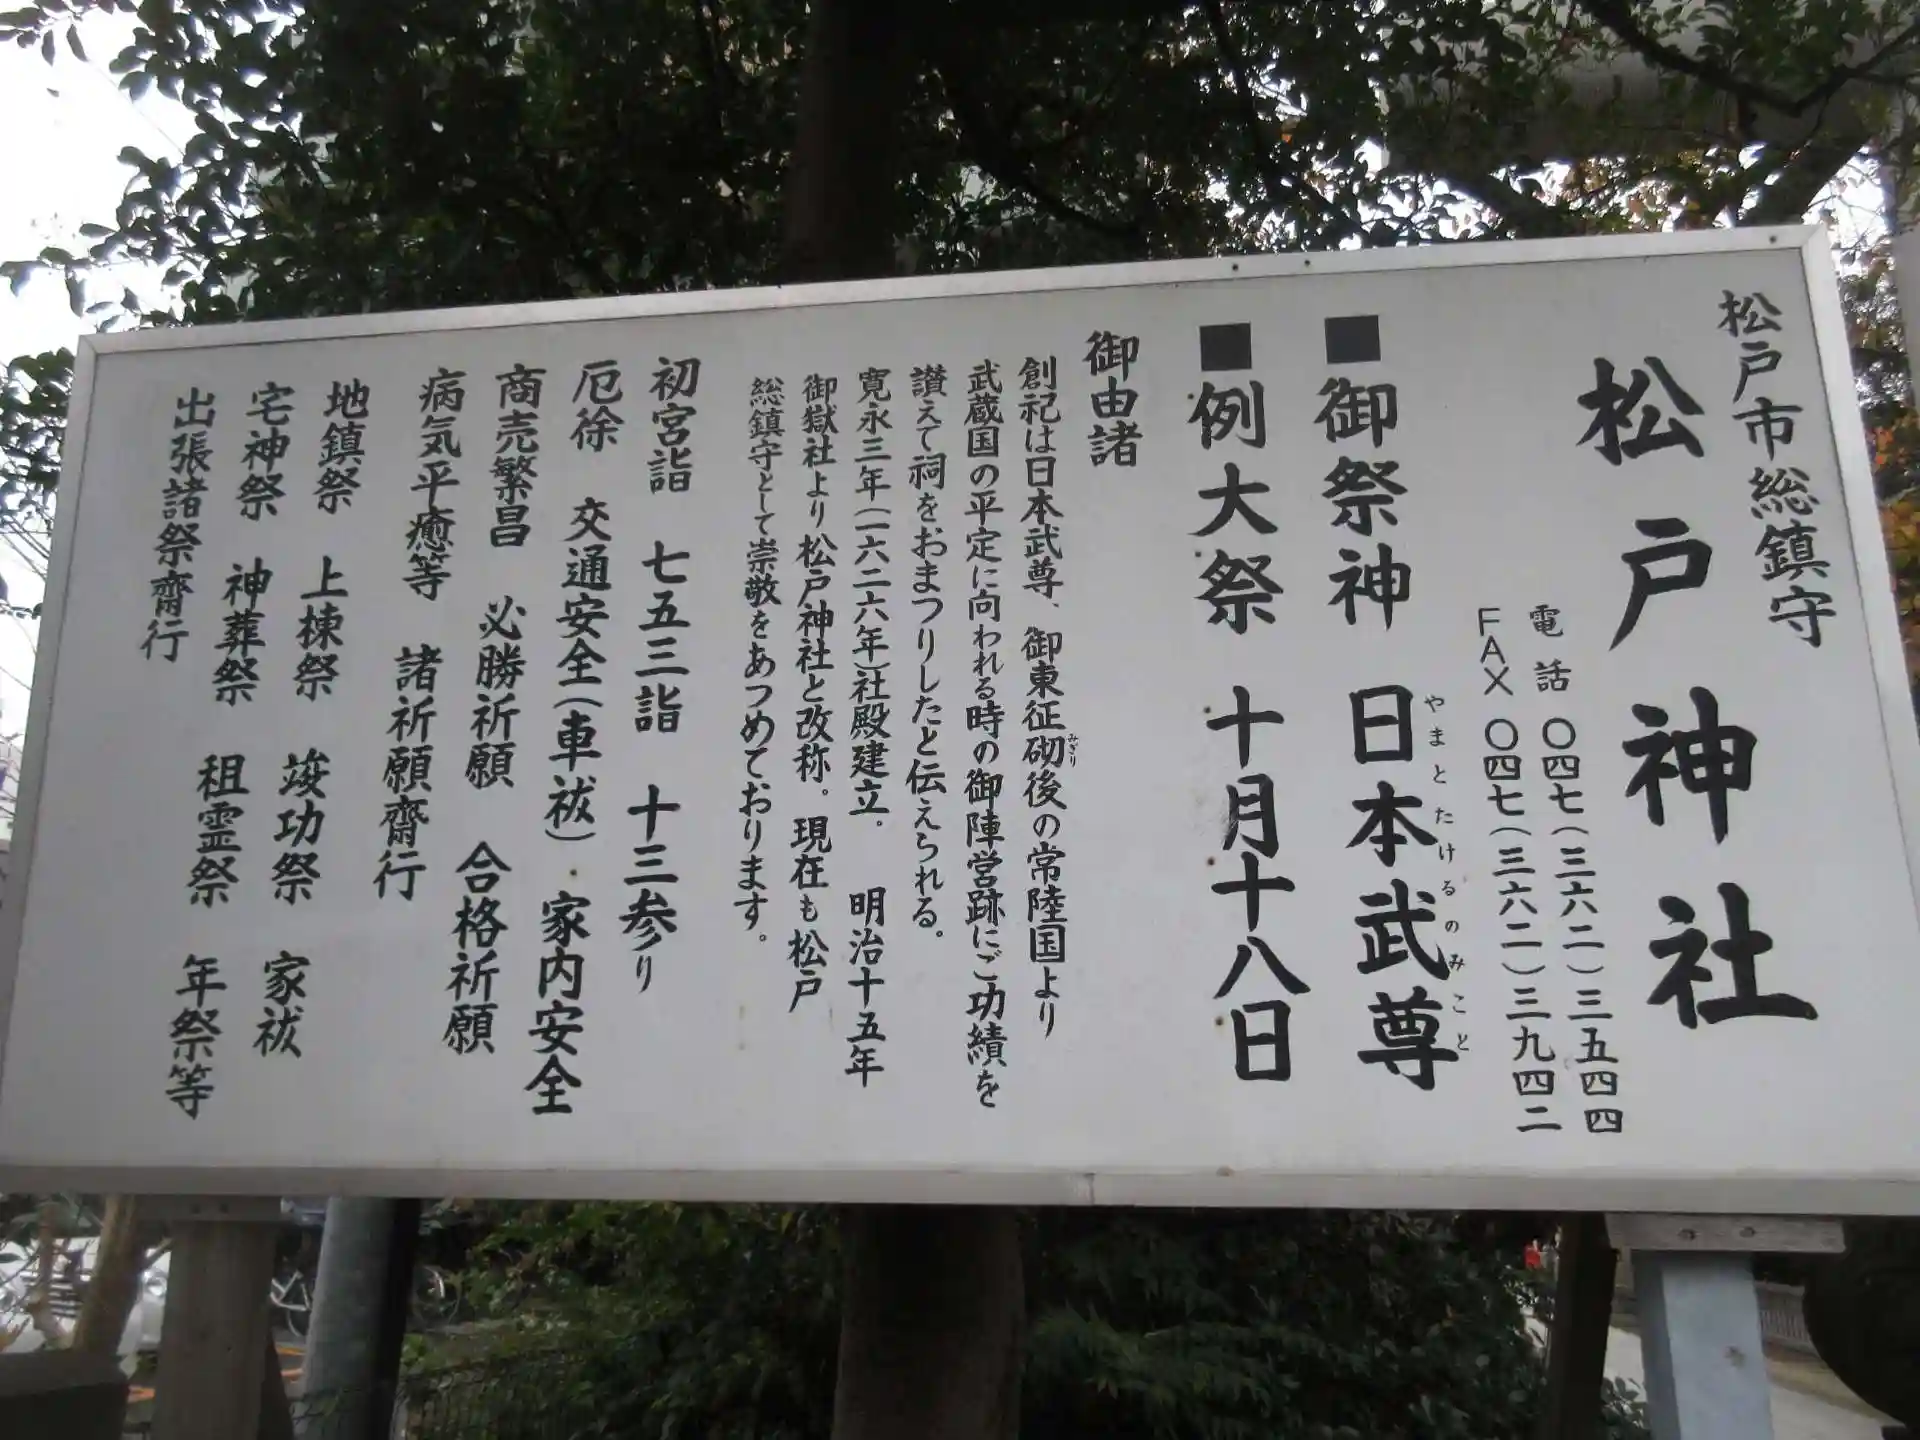 松戸市総鎮守
松戸神社
電話 〇四七(三六二)三五四四
FAX 〇四七(三六二)三九四二
■御祭神 日本武尊
やまとたけるのみこと
■例大祭 十月十八日
御由諸
創祀は日本武尊、御東征砌後の常陸国より
みぎり
武蔵国の平定に向われる時の御陣営跡にご功績を
讃えて祠をおまつりしたと伝えられる。
寛永三年(一六二六年)社殿建立。 明治十五年
御嶽社より松戸神社と改称。現在も松戸
総鎮守として崇敬をあつめております。
初宮詣 七五三詣 十三参り
厄徐 交通安全(車祓)・家内安全
商売繁昌 必勝祈願 合格祈願
病気平癒等 諸祈願齋行
地鎮祭 上棟祭 竣功祭 家祓
宅神祭 神葬祭 祖霊祭 年祭等
出張諸祭齋行